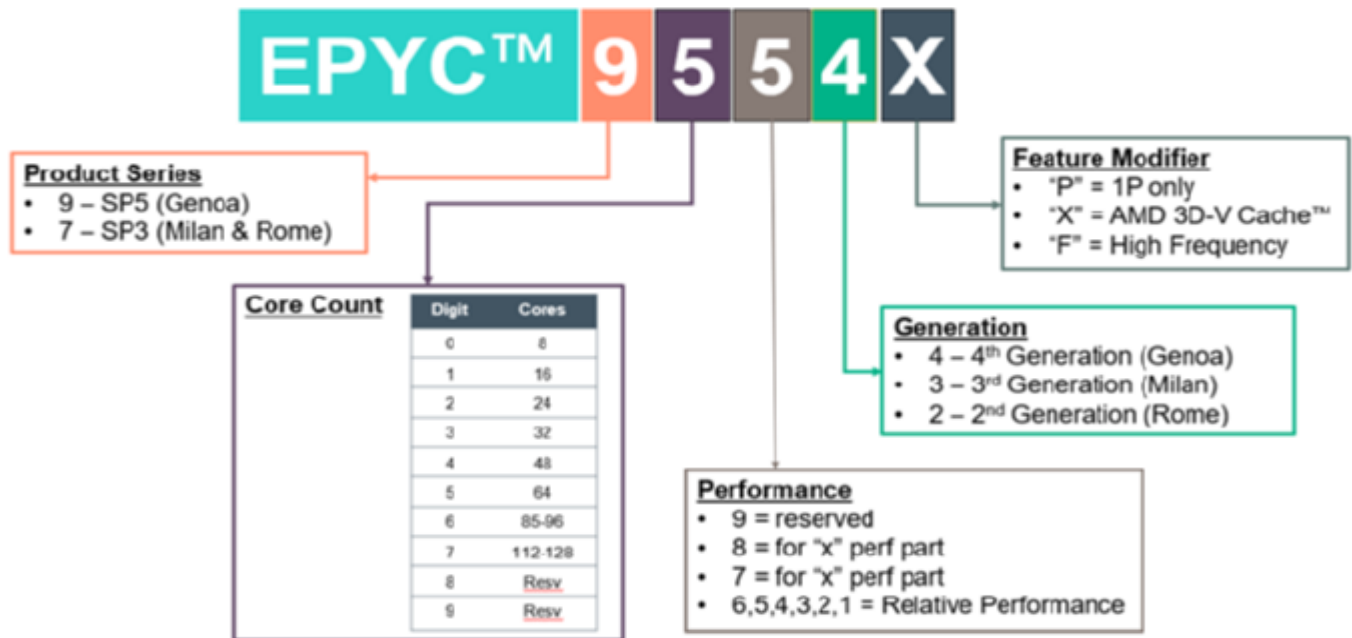 EPYC™ 9 5 5 4 X
Product Series
• 9 – SP5 (Genoa)
• 7 – SP3 (Milan & Rome)
Feature Modifier
• "P" = 1P only
• "X" = AMD 3D-V Cache™
• "F" = High Frequency
Core Count
Digit Cores
0 8
1 16
2 24
3 32
4 48
5 64
6 85-96
7 112-128
8 Resv
9 Resv
Generation
• 4 – 4th Generation (Genoa)
• 3 – 3rd Generation (Milan)
• 2 – 2nd Generation (Rome)
Performance
• 9 = reserved
• 8 = for "x" perf part
• 7 = for "x" perf part
• 6,5,4,3,2,1 = Relative Performance